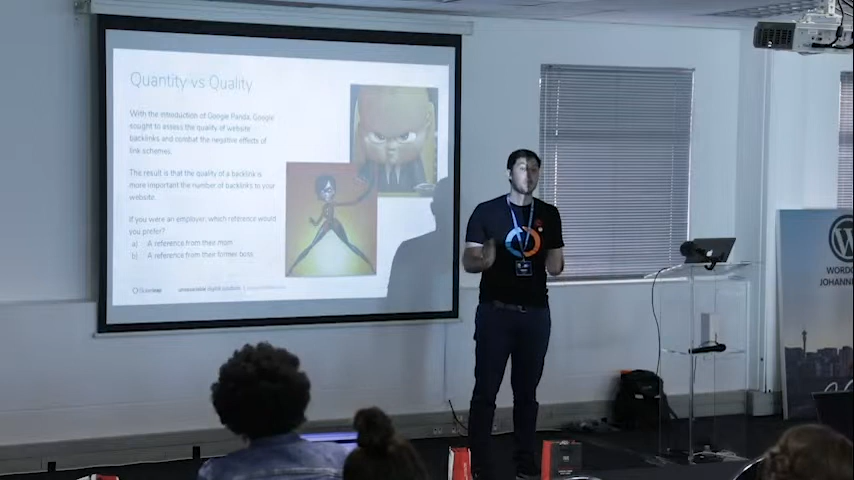 Quantity vs Quality
With the introduction of Google Panda, Google
sought to assess the quality of website
backlinks and combat the negative effects of
link schemes.
The result is that the quality of a backlink is
more important the number of backlinks to your
website.
If you were an employer, which reference would
you prefer?
a) A reference from their mom
b) A reference from their former boss